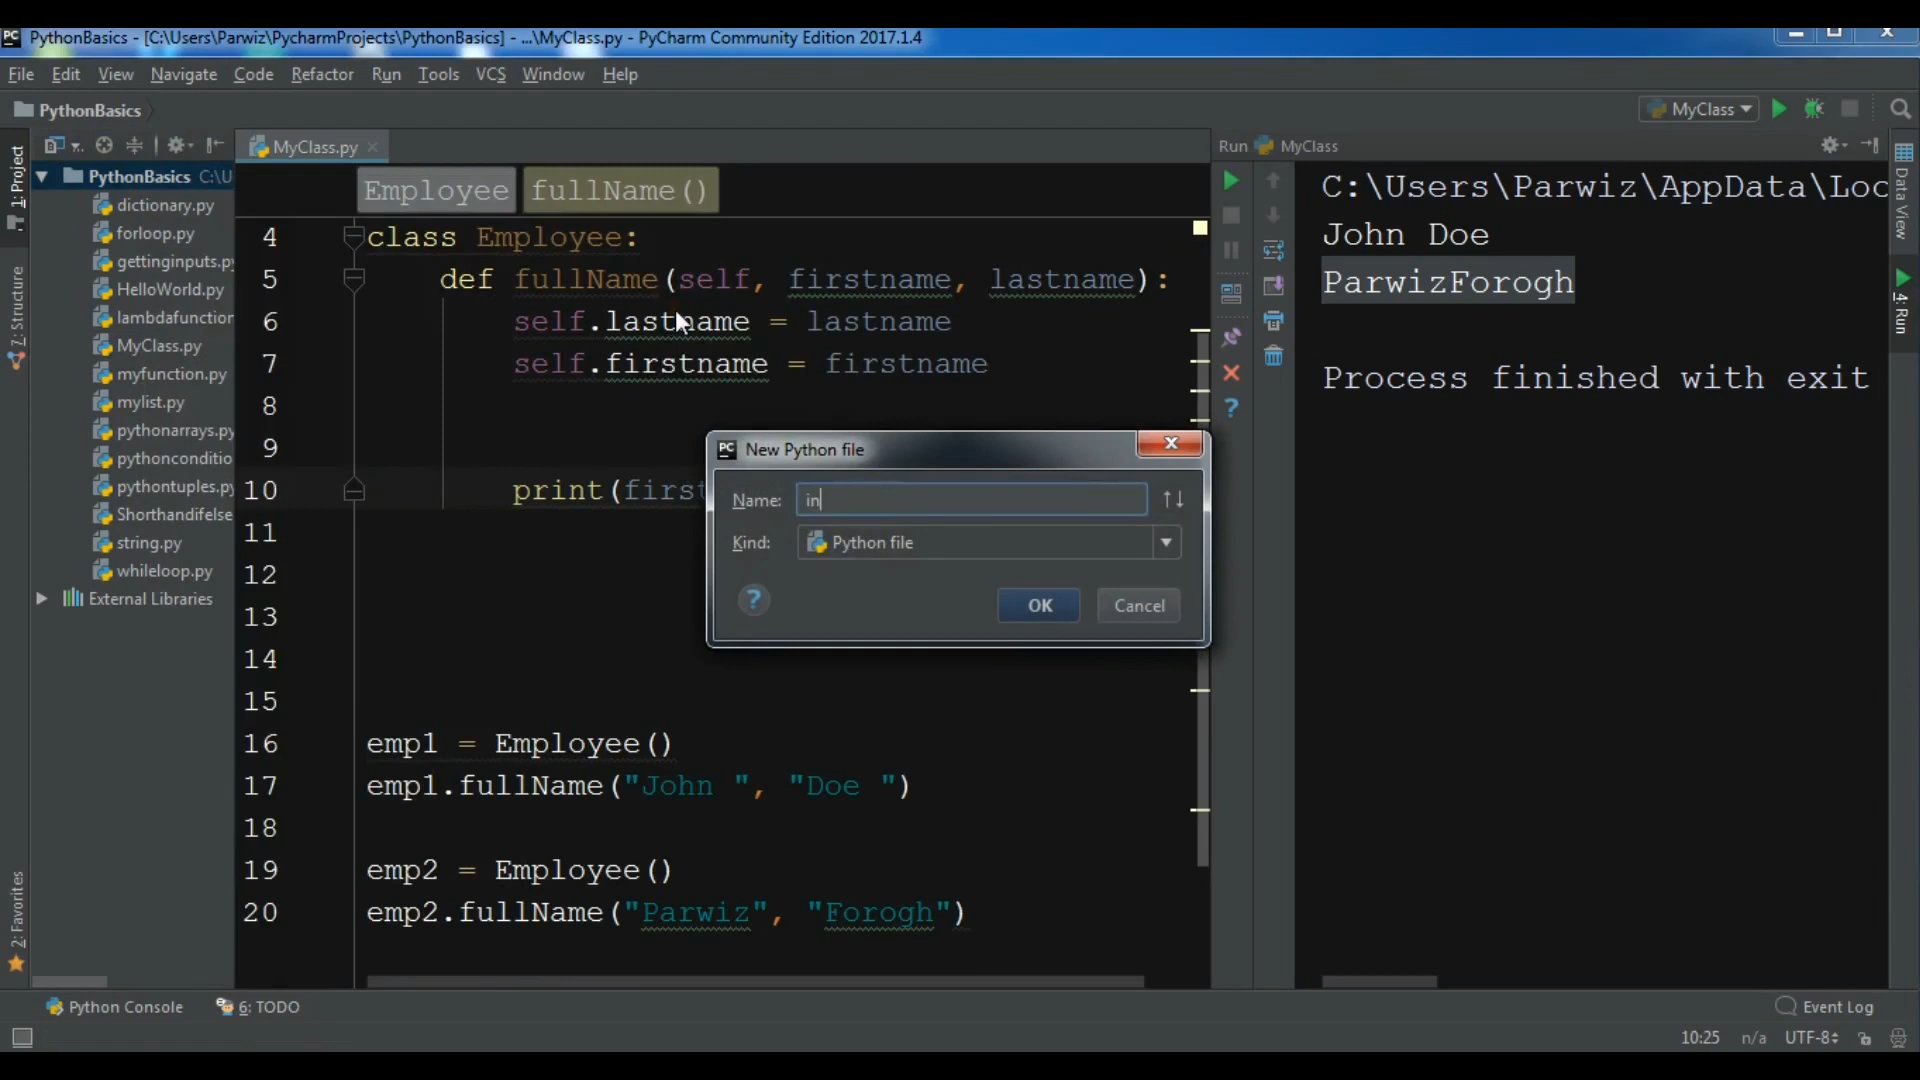 PC PythonBasics - [C:\Users\Parwiz\PycharmProjects\PythonBasics] - ...\MyClass.py - PyCharm Community Edition 2017.1.4
File Edit View Navigate Code Refactor Run Tools VCS Window Help
PythonBasics
MyClass
1: Project
7: Structure
2: Favorites
PythonBasics C:\U
dictionary.py
forloop.py
gettinginputs.py
HelloWorld.py
lambdafunction
MyClass.py
myfunction.py
mylist.py
pythonarrays.py
pythonconditio
pythontuples.py
Shorthandifelse
string.py
whileloop.py
External Libraries
MyClass.py
Employee fullName()
4 class Employee:
5 def fullName(self, firstname, lastname):
6 self.lastname = lastname
7 self.firstname = firstname
8
9
10 print(first
11
12
13
14
15
16 emp1 = Employee()
17 emp1.fullName("John ", "Doe ")
18
19 emp2 = Employee()
20 emp2.fullName("Parwiz", "Forogh")
PC New Python file
Name: in
Kind: Python file
? OK Cancel
Run MyClass
C:\Users\Parwiz\AppData\Loc
John Doe
ParwizForogh
Process finished with exit
Data View
4: Run
Python Console 6: TODO Event Log
10:25 n/a UTF-8